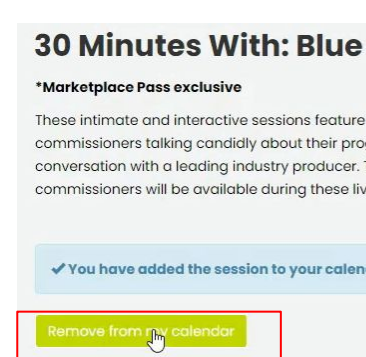 30 Minutes With: Blue
*Marketplace Pass exclusive
These intimate and interactive sessions feature
commissioners talking candidly about their pro
conversation with a leading industry producer.
commissioners will be available during these liv
✔ You have added the session to your calen
Remove from my calendar